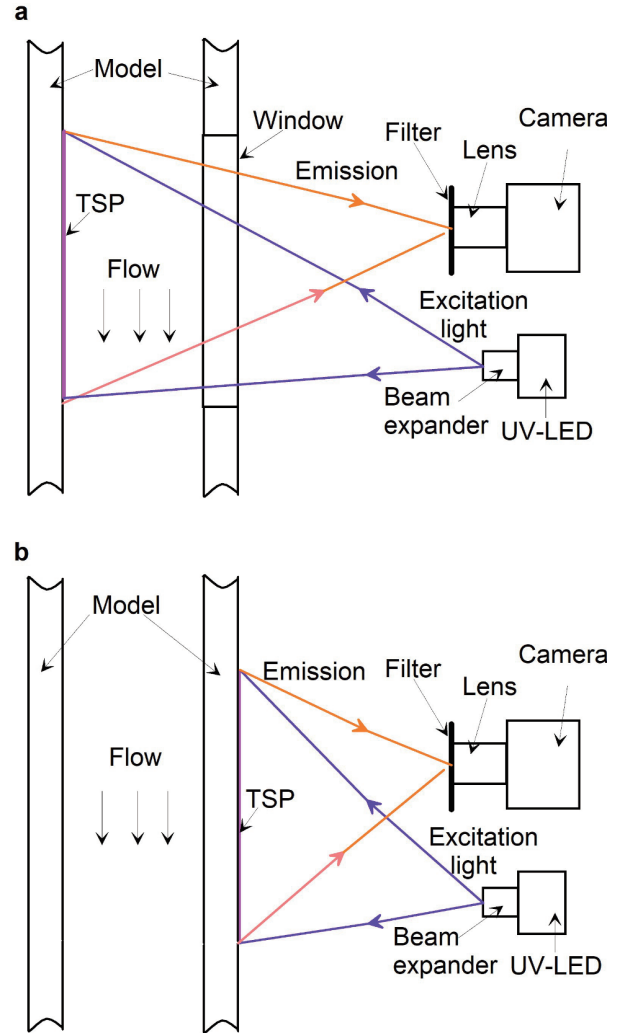 a
Model
Window
Filter
Camera
Lens
Emission
TSP
Flow
Excitation
light
Beam
expander
UV-LED
b
Model
Emission
Filter
Lens
Camera
Flow
TSP
Excitation
light
Beam
expander
UV-LED